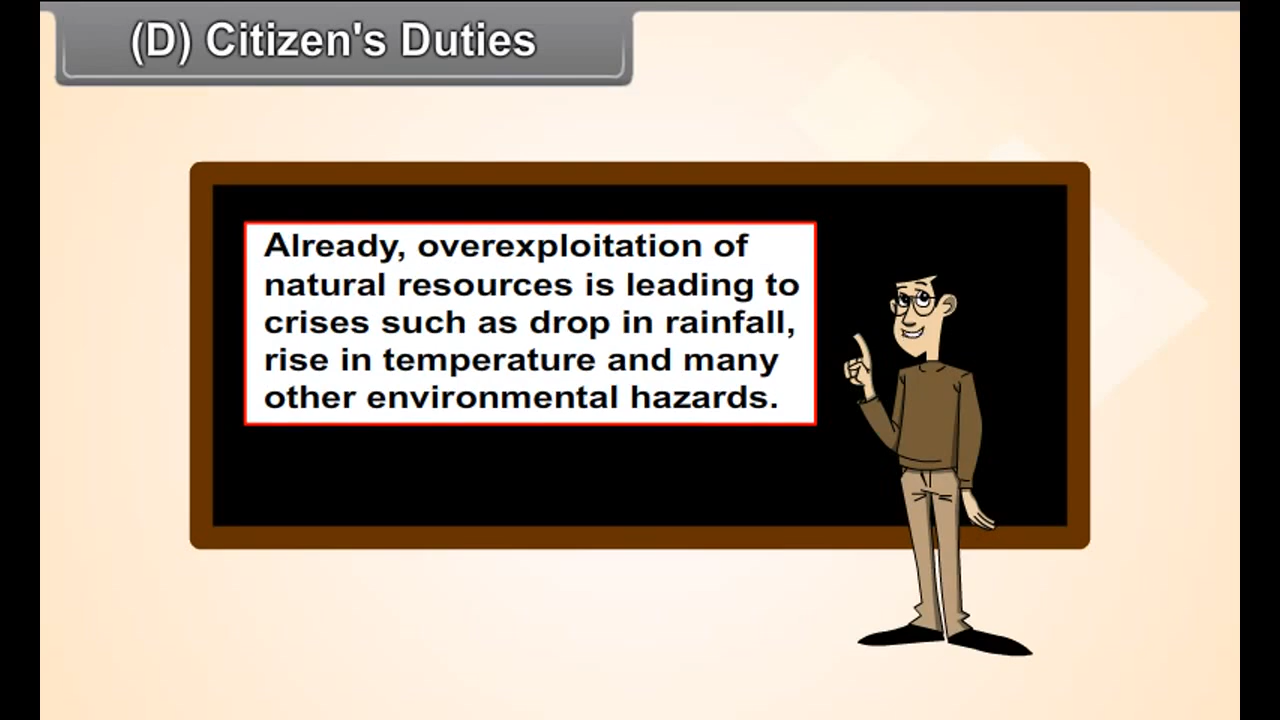 (D) Citizen's Duties
Already, overexploitation of
natural resources is leading to
crises such as drop in rainfall,
rise in temperature and many
other environmental hazards.